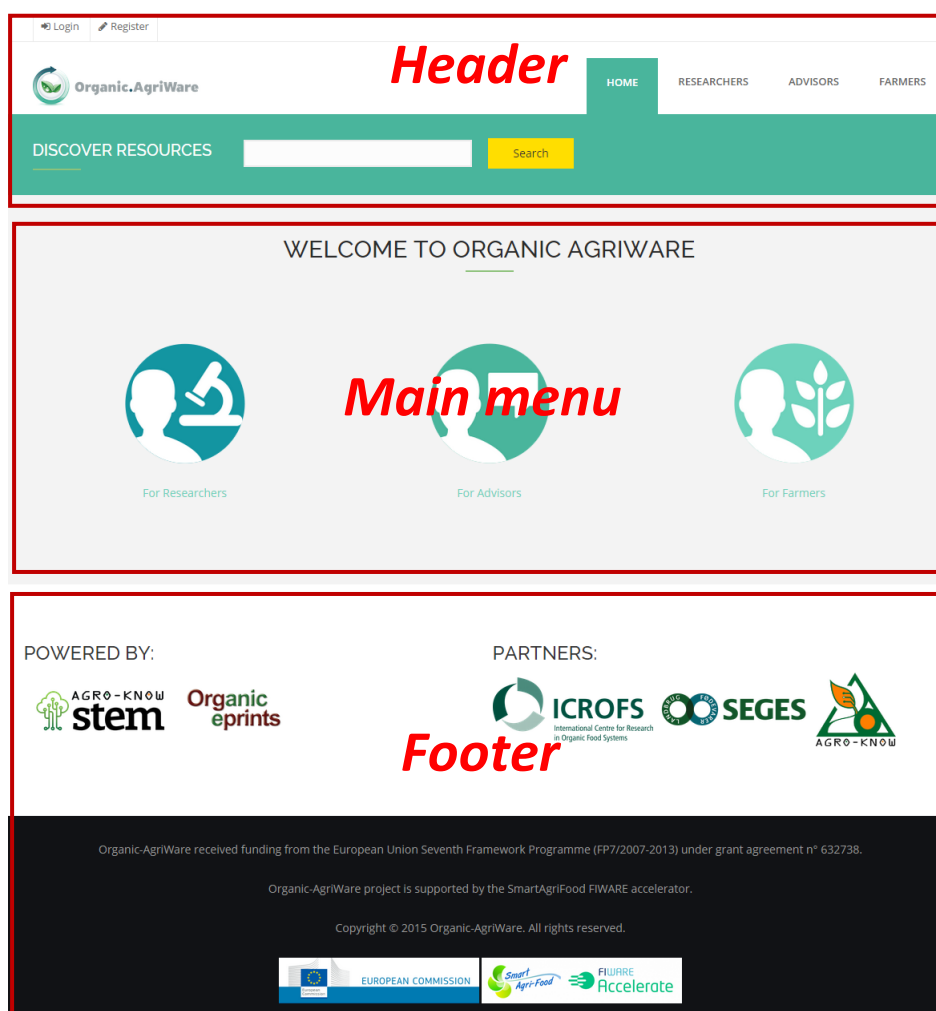 Login Register
Header
Organic.AgriWare
HOME RESEARCHERS ADVISORS FARMERS
DISCOVER RESOURCES
Search
WELCOME TO ORGANIC AGRIWARE
Main menu
For Researchers For Advisors For Farmers
POWERED BY: PARTNERS:
AGRO-KNOW
stem
Organic
eprints
ICROFS
International Centre for Research
in Organic Food Systems
LANDBRUG FØDEVARER
SEGES
AGRO-KNOW
Footer
Organic-AgriWare received funding from the European Union Seventh Framework Programme (FP7/2007-2013) under grant agreement n° 632738.
Organic-AgriWare project is supported by the SmartAgriFood FIWARE accelerator.
Copyright © 2015 Organic-AgriWare. All rights reserved.
EUROPEAN COMMISSION
Smart
Agri-Food
FIWARE
Accelerate